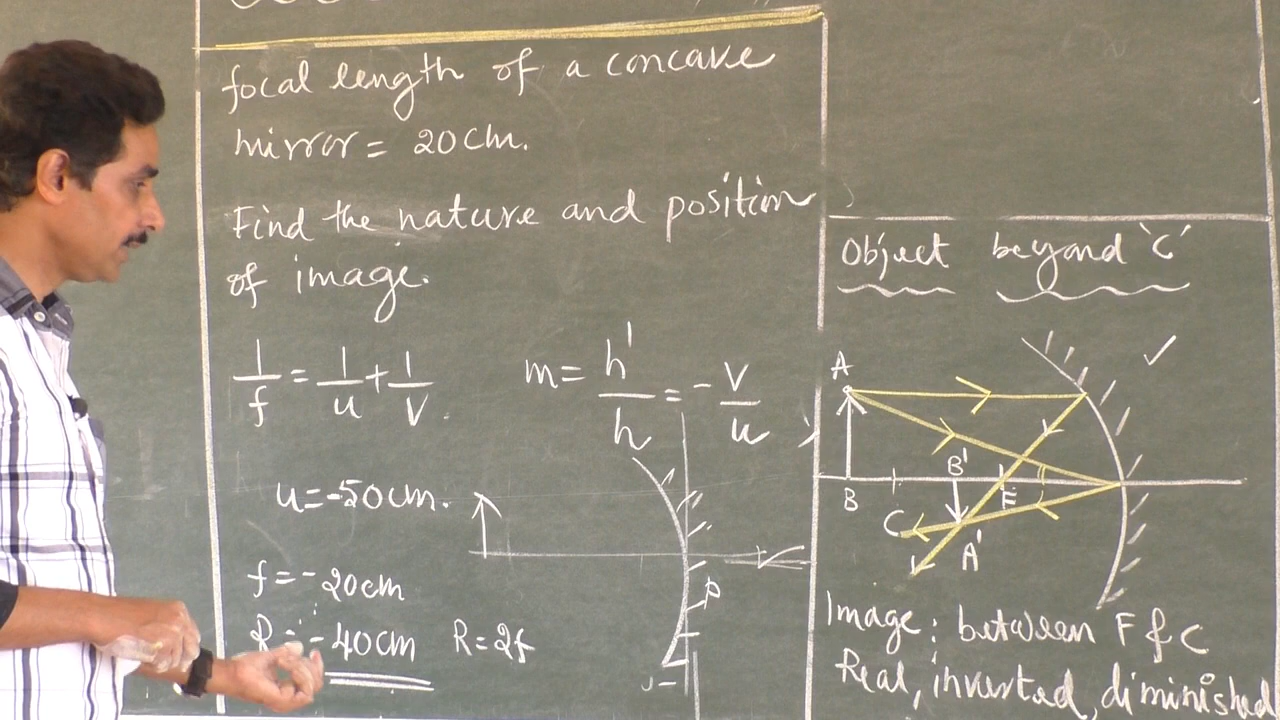 focal length of a concave
mirror = 20cm.
Find the nature and position
of image.
1/f = 1/u + 1/v.
m = h'/h = - v/u
u = -50cm.
f = -20cm
R = -40cm R = 2f
P
Object beyond 'C'
A
B B' F
C A'
Image: between F & C
Real, inverted, diminished